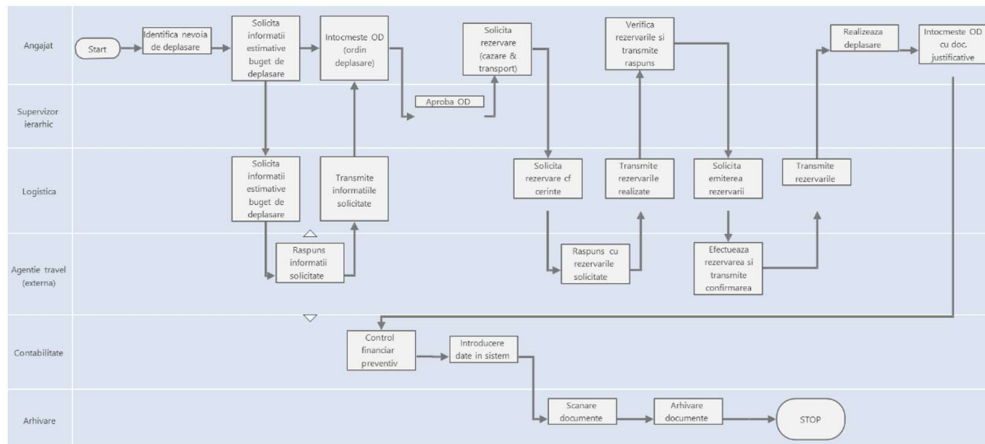 Angajat
Start
Identifica nevoia
de deplasare
Solicita
informatii
estimative
buget de
deplasare
Intocmeste OD
(ordin
deplasare)
Solicita
rezervare
(cazare &
transport)
Verifica
rezervarile si
transmite
raspuns
Realizeaza
deplasare
Intocmeste OD
cu doc.
justificative
Supervizor
ierarhic
Aproba OD
Logistica
Solicita
informatii
estimative
buget de
deplasare
Transmite
informatiile
solicitate
Solicita
rezervare cf
cerinte
Transmite
rezervarile
realizate
Solicita
emiterea
rezervarii
Transmite
rezervarile
Agentie travel
(externa)
Raspuns
informatii
solicitate
Raspuns cu
rezervarile
solicitate
Efectueaza
rezervarea si
transmite
confirmarea
Contabilitate
Control
financiar
preventiv
Introducere
date in sistem
Arhivare
Scanare
documente
Arhivare
documente
STOP